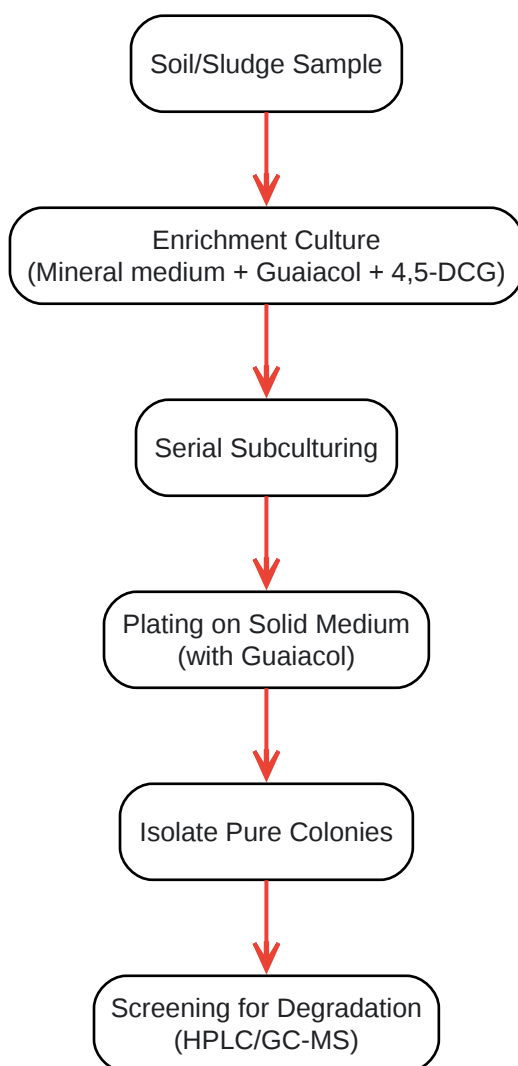 Soil/Sludge Sample
Enrichment Culture
(Mineral medium + Guaiacol + 4,5-DCG)
Serial Subculturing
Plating on Solid Medium
(with Guaiacol)
Isolate Pure Colonies
Screening for Degradation
(HPLC/GC-MS)